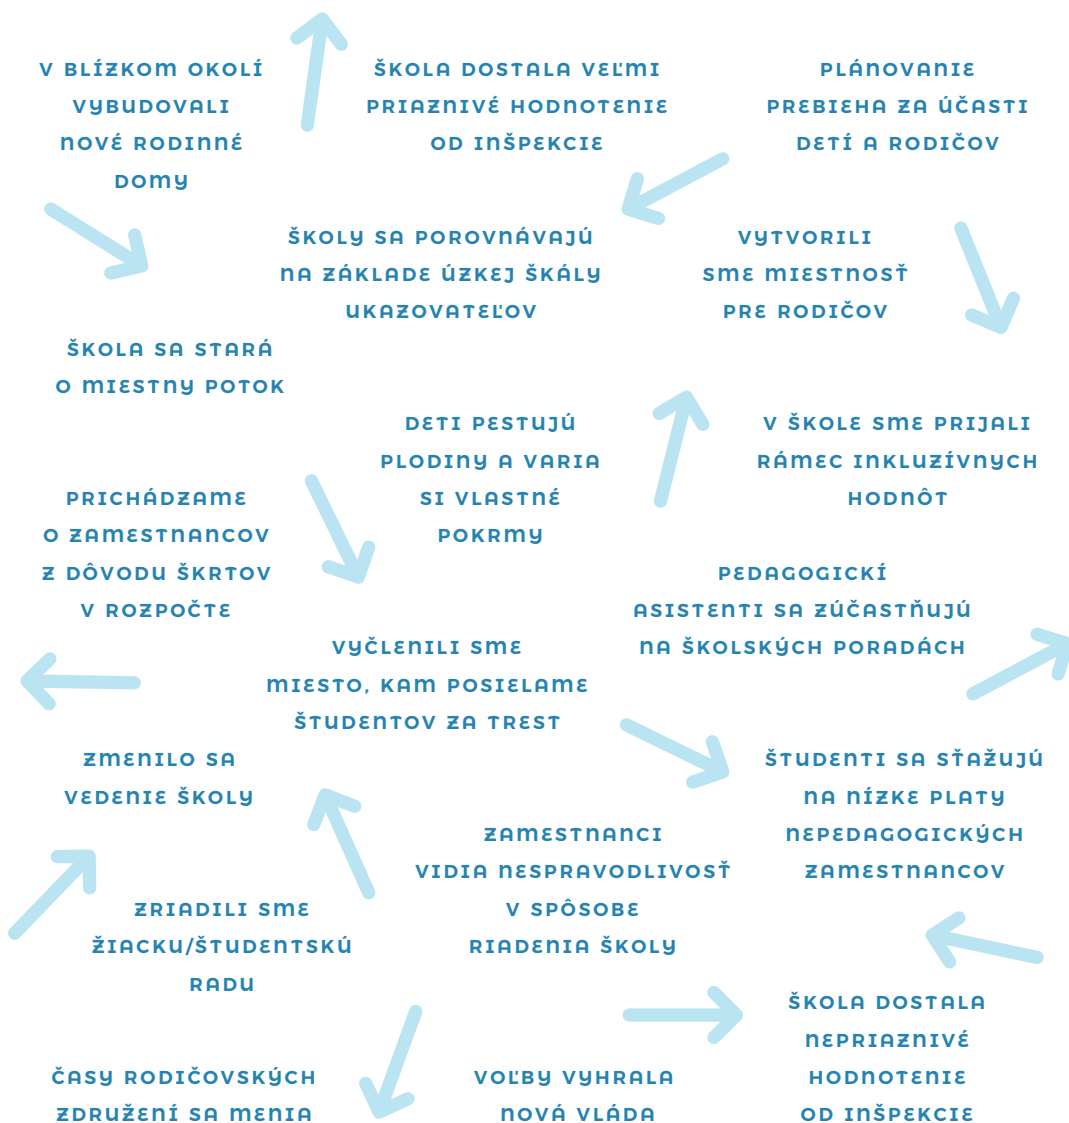 V BLÍZKOM OKOLÍ
VYBUDOVALI
NOVÉ RODINNÉ
DOMY
ŠKOLA DOSTALA VEĽMI
PRIAZNIVÉ HODNOTENIE
OD INŠPEKCIE
PLÁNOVANIE
PREBIEHA ZA ÚČASTI
DETÍ A RODIČOV
ŠKOLY SA POROVNÁVAJÚ
NA ZÁKLADE ÚZKEJ ŠKÁLY
UKAZOVATEĽOV
VYTVORILI
SME MIESTNOSŤ
PRE RODIČOV
ŠKOLA SA STARÁ
O MIESTNY POTOK
DETI PESTUJÚ
PLODINY A VARIA
SI VLASTNÉ
POKRMY
V ŠKOLE SME PRIJALI
RÁMEC INKLUZÍVNYCH
HODNÔT
PRICHÁDZAME
O ZAMESTNANCOV
Z DÔVODU ŠKRTOV
V ROZPOČTE
PEDAGOGICKÍ
ASISTENTI SA ZÚČASTŇUJÚ
NA ŠKOLSKÝCH PORADÁCH
VYČLENILI SME
MIESTO, KAM POSIELAME
ŠTUDENTOV ZA TREST
ZMENILO SA
VEDENIE ŠKOLY
ŠTUDENTI SA SŤAŽUJÚ
NA NÍZKE PLATY
NEPEDAGOGICKÝCH
ZAMESTNANCOV
ZAMESTNANCI
VIDIA NESPRAVODLIVOSŤ
V SPÔSOBE
RIADENIA ŠKOLY
ZRIADILI SME
ŽIACKU/ŠTUDENTSKÚ
RADU
ŠKOLA DOSTALA
NEPRIAZNIVÉ
HODNOTENIE
OD INŠPEKCIE
ČASY RODIČOVSKÝCH
ZDRUŽENÍ SA MENIA
VOĽBY VYHRALA
NOVÁ VLÁDA